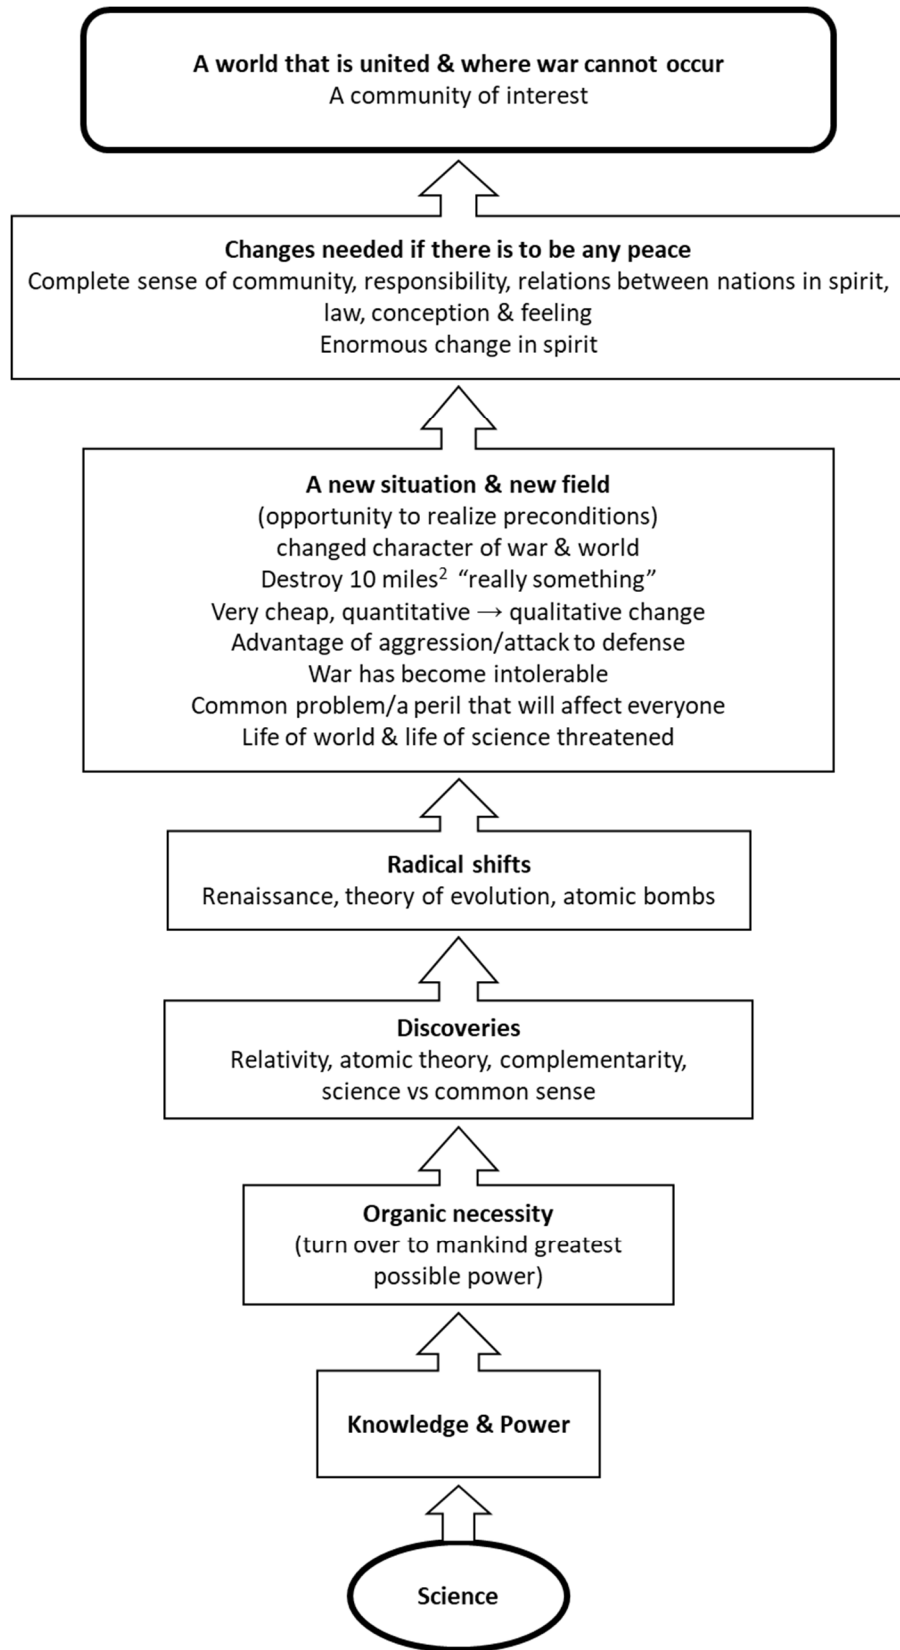 A world that is united & where war cannot occur
A community of interest
Changes needed if there is to be any peace
Complete sense of community, responsibility, relations between nations in spirit,
law, conception & feeling
Enormous change in spirit
A new situation & new field
(opportunity to realize preconditions)
changed character of war & world
Destroy 10 miles² “really something”
Very cheap, quantitative → qualitative change
Advantage of aggression/attack to defense
War has become intolerable
Common problem/a peril that will affect everyone
Life of world & life of science threatened
Radical shifts
Renaissance, theory of evolution, atomic bombs
Discoveries
Relativity, atomic theory, complementarity,
science vs common sense
Organic necessity
(turn over to mankind greatest
possible power)
Knowledge & Power
Science